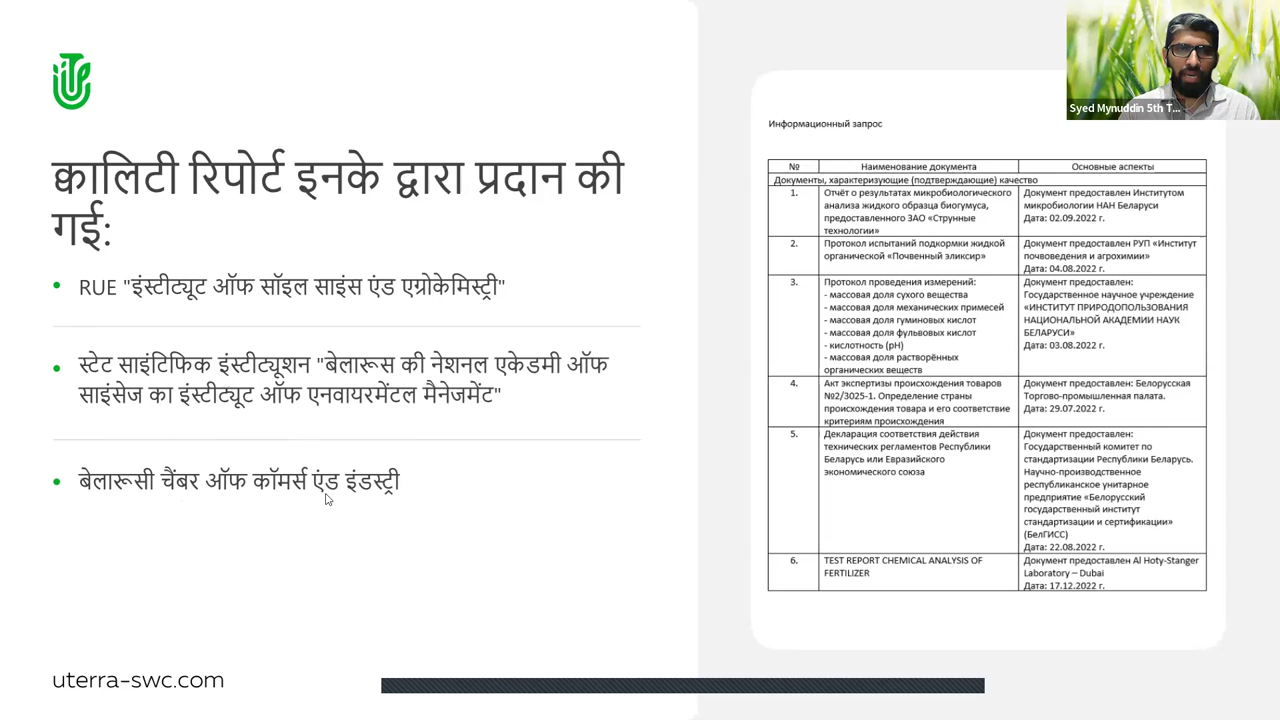 क्वालिटी रिपोर्ट इनके द्वारा प्रदान की
गई:
• RUE "इंस्टीट्यूट ऑफ सॉइल साइंस एंड एग्रोकेमिस्ट्री"
• स्टेट साइंटिफिक इंस्टीट्यूशन "बेलारूस की नेशनल एकेडमी ऑफ
साइंसेज का इंस्टीट्यूट ऑफ एनवायरमेंटल मैनेजमेंट"
• बेलारूसी चैंबर ऑफ कॉमर्स एंड इंडस्ट्री
uterra-swc.com
Syed Mynuddin 5th T...
Информационный запрос
№ Наименование документа Основные аспекты
Документы, характеризующие (подтверждающие) качество
1.
Отчёт о результатах микробиологического
анализа жидкого образца биогумуса,
предоставленного ЗАО «Струнные
технологии»
Документ предоставлен Институтом
микробиологии НАН Беларуси
Дата: 02.09.2022 г.
2.
Протокол испытаний подкормки жидкой
органической «Почвенный эликсир»
Документ предоставлен РУП «Институт
почвоведения и агрохимии»
Дата: 04.08.2022 г.
3.
Протокол проведения измерений:
- массовая доля сухого вещества
- массовая доля механических примесей
- массовая доля гуминовых кислот
- массовая доля фульвовых кислот
- кислотность (pH)
- массовая доля растворённых
органических веществ
Документ предоставлен:
Государственное научное учреждение
«ИНСТИТУТ ПРИРОДОПОЛЬЗОВАНИЯ
НАЦИОНАЛЬНОЙ АКАДЕМИИ НАУК
БЕЛАРУСИ»
Дата: 03.08.2022 г.
4.
Акт экспертизы происхождения товаров
№2/3025-1. Определение страны
происхождения товара и его соответствие
критериям происхождения
Документ предоставлен: Белорусская
Торгово-промышленная палата.
Дата: 29.07.2022 г.
5.
Декларация соответствия действия
технических регламентов Республики
Беларусь или Евразийского
экономического союза
Документ предоставлен:
Государственный комитет по
стандартизации Республики Беларусь.
Научно-производственное
республиканское унитарное
предприятие «Белорусский
государственный институт
стандартизации и сертификации»
(БелГИСС)
Дата: 22.08.2022 г.
6.
TEST REPORT CHEMICAL ANALYSIS OF
FERTILIZER
Документ предоставлен Al Hoty-Stanger
Laboratory – Dubai
Дата: 17.12.2022 г.